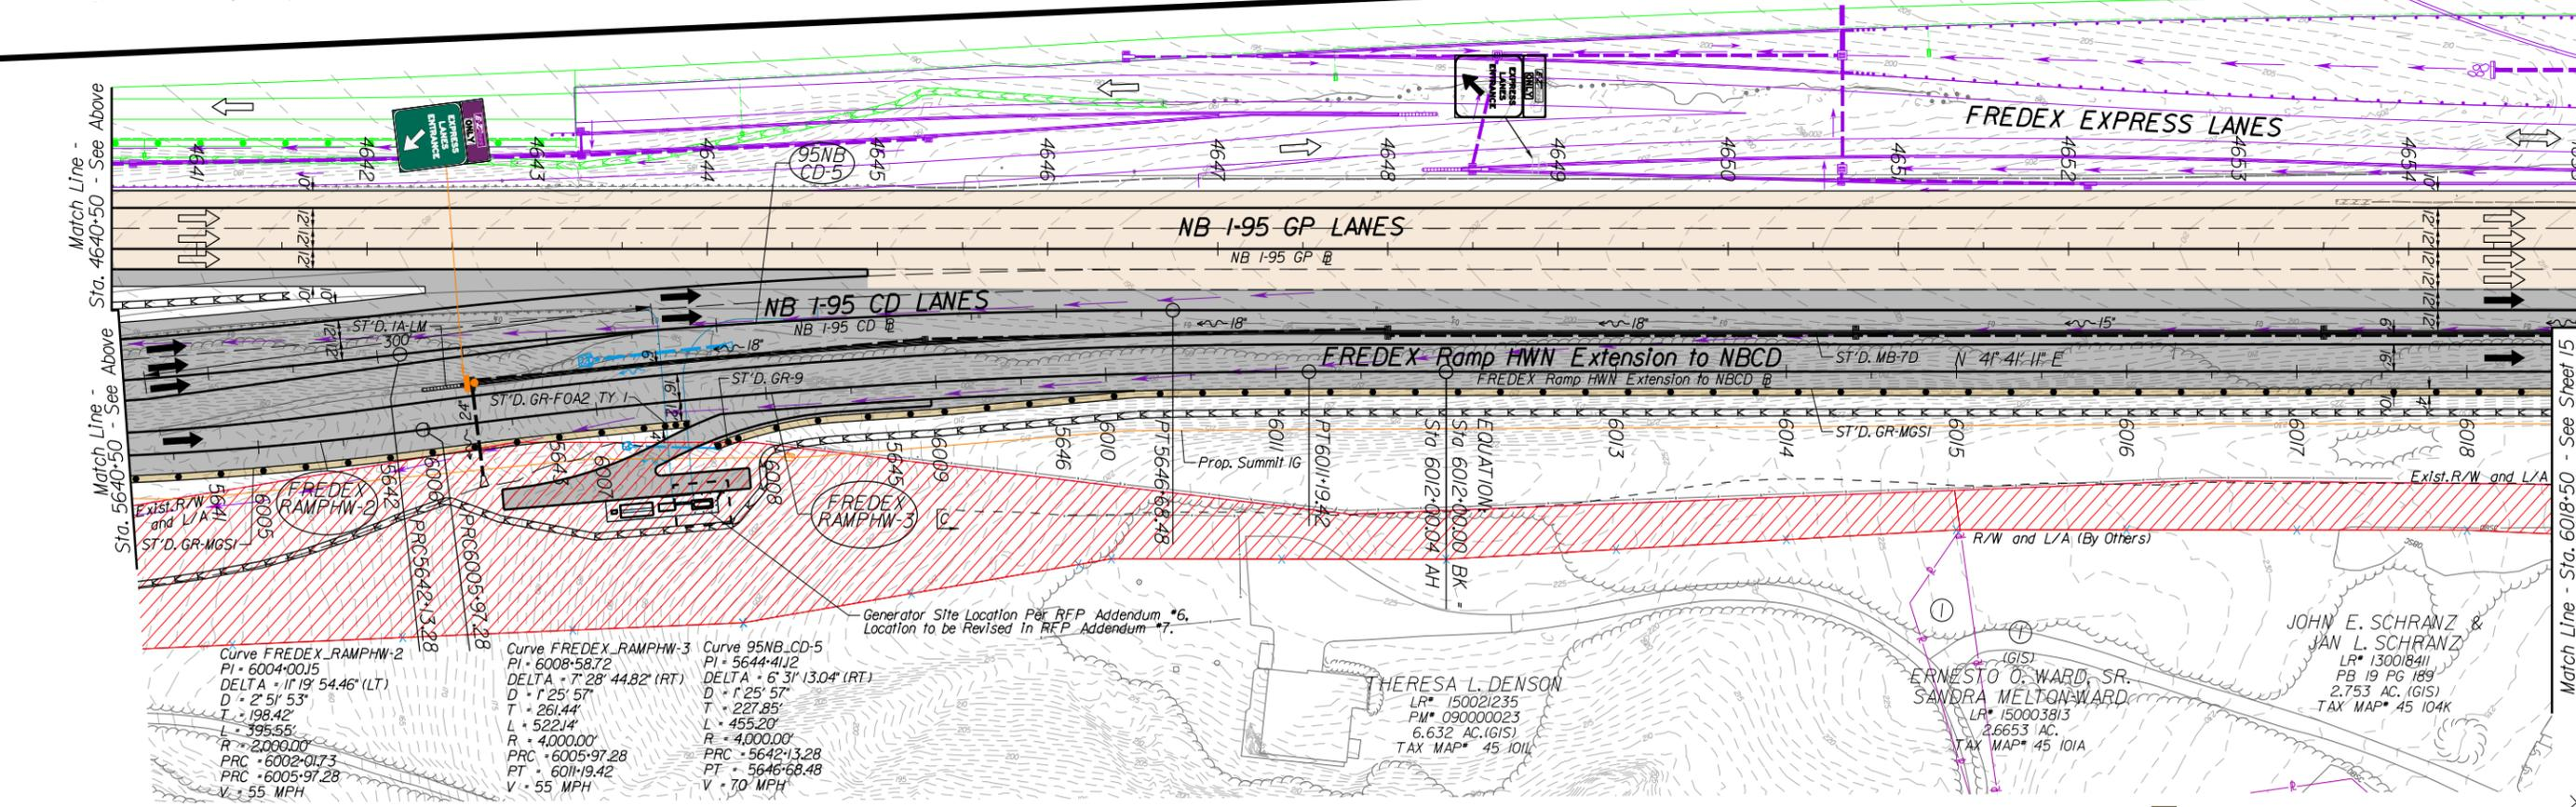 Match Line -
Sta. 4640+50 - See Above
EXPRESS
LANES
ENTRANCE
ONLY
EXPRESS
LANES
ENTRANCE
ONLY
FREDEX EXPRESS LANES
4641
4642
4643
4644
4645
4646
4647
4648
4649
4650
4651
4652
4653
4654
95NB
CD-5
NB I-95 GP LANES
NB I-95 GP
NB I-95 CD LANES
NB I-95 CD
ST'D. IA-LM
300'
18"
18"
18"
15"
FREDEX Ramp HWN Extension to NBCD
FREDEX Ramp HWN Extension to NBCD
ST'D. MB-7D
N 41° 41' 11" E
ST'D. GR-9
ST'D. GR-FOA2 TY 1
24"
Match Line -
Sta. 5640+50 - See Above
ST'D. GR-MGS1
Prop. Summit IG
5641
6005
5642
6006
5643
6007
6008
5645
6009
5646
6010
6011
6013
6014
6015
6016
6017
6018
PT5646+68.48
PT6011+19.42
EQUATION:
Sta 6012+00.00 BK =
Sta 6012+00.04 AH
PRC5642+13.28
PRC6005+97.28
Exist.R/W
and L/A
ST'D. GR-MGS1
FREDEX
RAMPHW-2
FREDEX
RAMPHW-3
C
Exist.R/W and L/A
R/W and L/A (By Others)
Match Line - Sta. 6018+50 - See Sheet 15
Generator Site Location Per RFP Addendum #6.
Location to be Revised in RFP Addendum #7.
Curve FREDEX_RAMPHW-2
PI = 6004+00.15
DELTA = 11° 19' 54.46" (LT)
D = 2° 51' 53"
T = 198.42'
L = 395.55'
R = 2,000.00'
PRC = 6002+01.73
PRC = 6005+97.28
V = 55 MPH
Curve FREDEX_RAMPHW-3
PI = 6008+58.72
DELTA = 7° 28' 44.82" (RT)
D = 1° 25' 57"
T = 261.44'
L = 522.14'
R = 4,000.00'
PRC = 6005+97.28
PT = 6011+19.42
V = 55 MPH
Curve 95NB_CD-5
PI = 5644+41.12
DELTA = 6° 31' 13.04" (RT)
D = 1° 25' 57"
T = 227.85'
L = 455.20'
R = 4,000.00'
PRC = 5642+13.28
PT = 5646+68.48
V = 70 MPH
THERESA L. DENSON
LR# 150021235
PM# 090000023
6.632 AC.(GIS)
TAX MAP# 45 101L
1
1
(GIS)
ERNESTO O. WARD, SR.
SANDRA MELTON-WARD
LR# 150003813
2.6653 AC.
TAX MAP# 45 101A
JOHN E. SCHRANZ &
JAN L. SCHRANZ
LR# 130018411
PB 19 PG 189
2.753 AC. (GIS)
TAX MAP# 45 104K